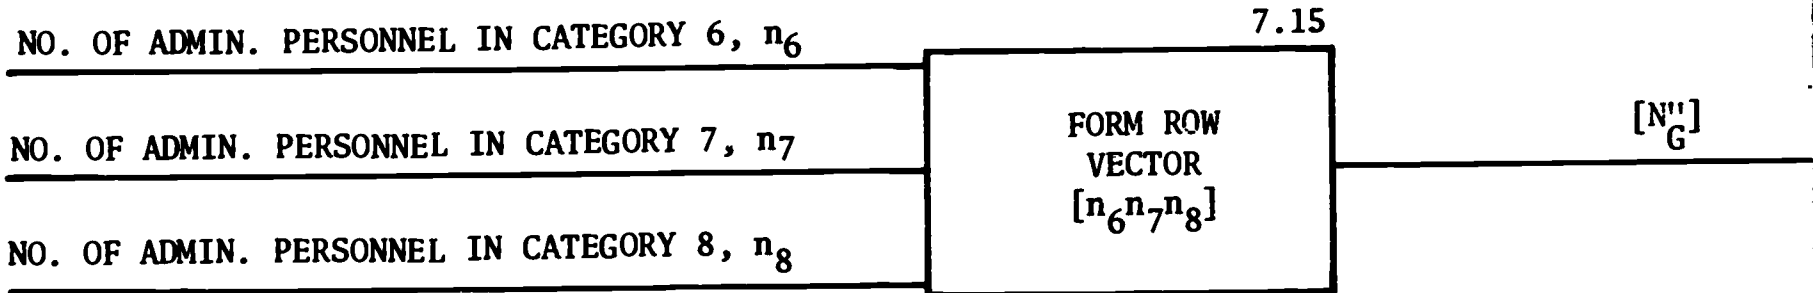 7.15
NO. OF ADMIN. PERSONNEL IN CATEGORY 6, n6
NO. OF ADMIN. PERSONNEL IN CATEGORY 7, n7
NO. OF ADMIN. PERSONNEL IN CATEGORY 8, n8
FORM ROW
VECTOR
[n6n7n8]
[N"G]